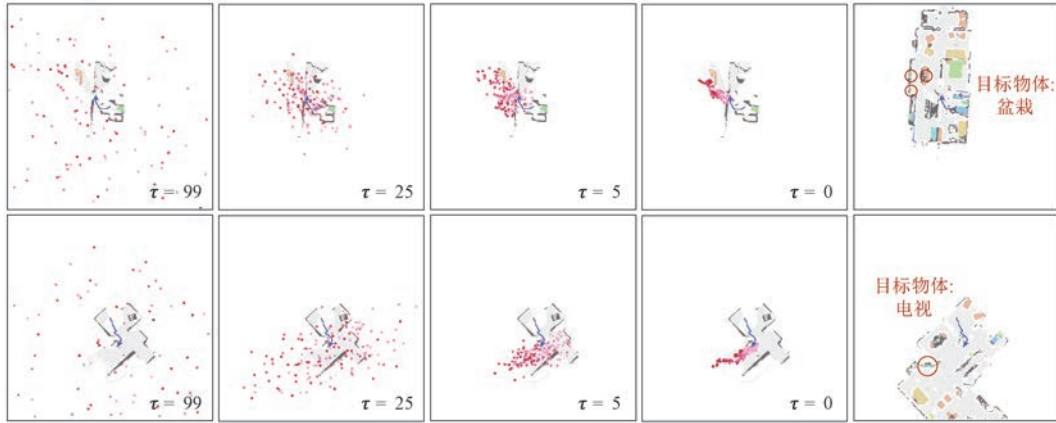 τ = 99
τ = 25
τ = 5
τ = 0
目标物体:
盆栽
τ = 99
τ = 25
τ = 5
τ = 0
目标物体:
电视